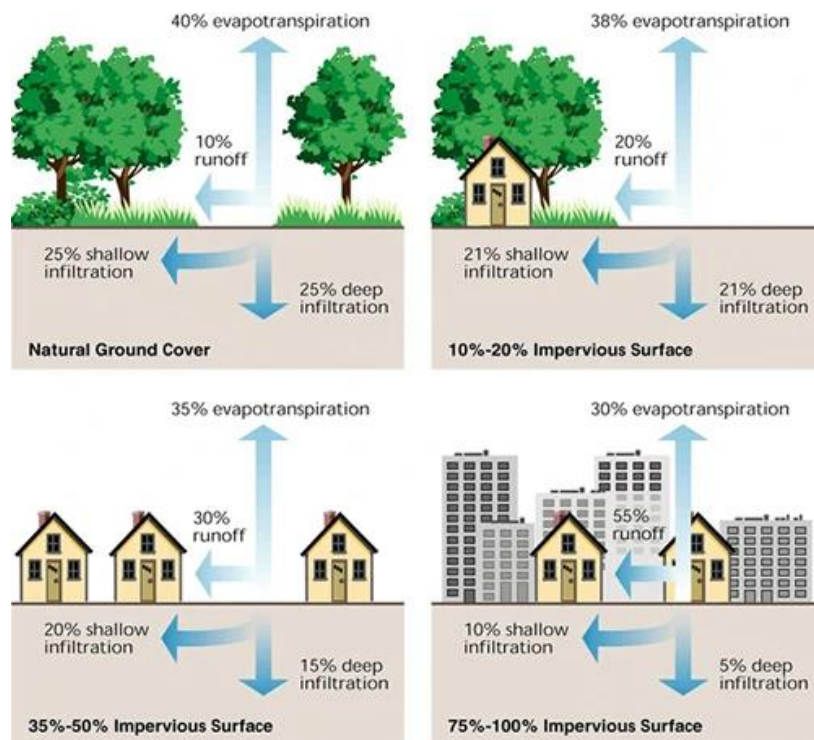 40% evapotranspiration
10%
runoff
25% shallow
infiltration
25% deep
infiltration
Natural Ground Cover
38% evapotranspiration
20%
runoff
21% shallow
infiltration
21% deep
infiltration
10%-20% Impervious Surface
35% evapotranspiration
30%
runoff
20% shallow
infiltration
15% deep
infiltration
35%-50% Impervious Surface
30% evapotranspiration
55%
runoff
10% shallow
infiltration
5% deep
infiltration
75%-100% Impervious Surface